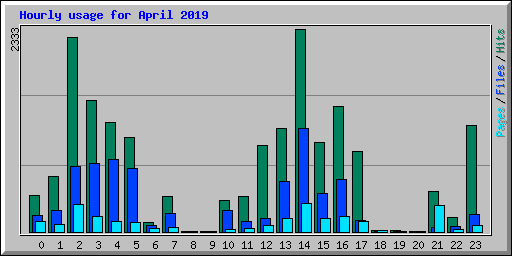 Hourly usage for April 2019
2333
Pages/Files/Hits
0 1 2 3 4 5 6 7 8 9 10 11 12 13 14 15 16 17 18 19 20 21 22 23